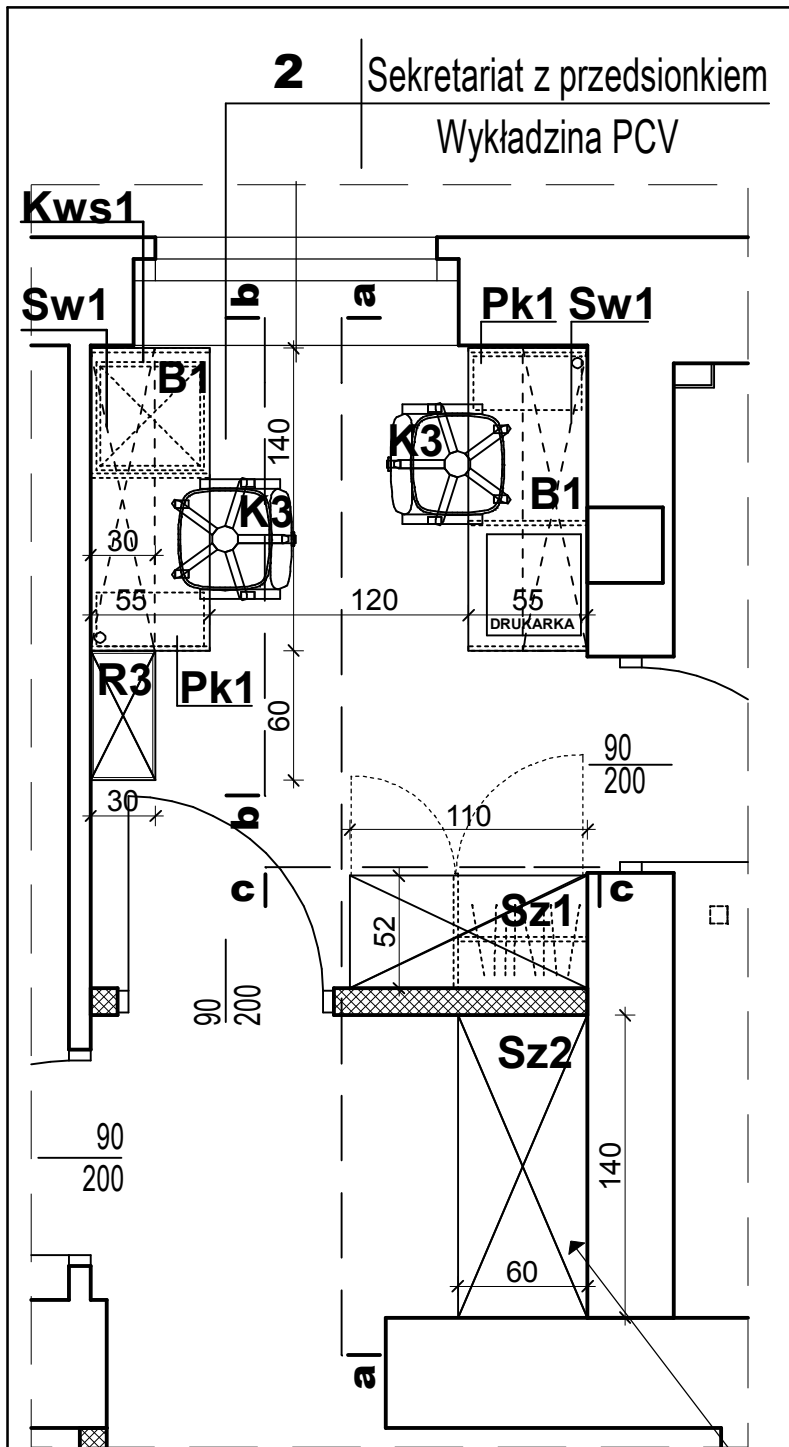 2 Sekretariat z przedsionkiem
Wykładzina PCV
Kws1
Sw1
b
a
Pk1 Sw1
B1
K3
140
K3
B1
30
55
120
55
DRUKARKA
R3
Pk1
60
90
200
30
b
110
c
Sz1
c
52
90
200
Sz2
90
200
140
60
a